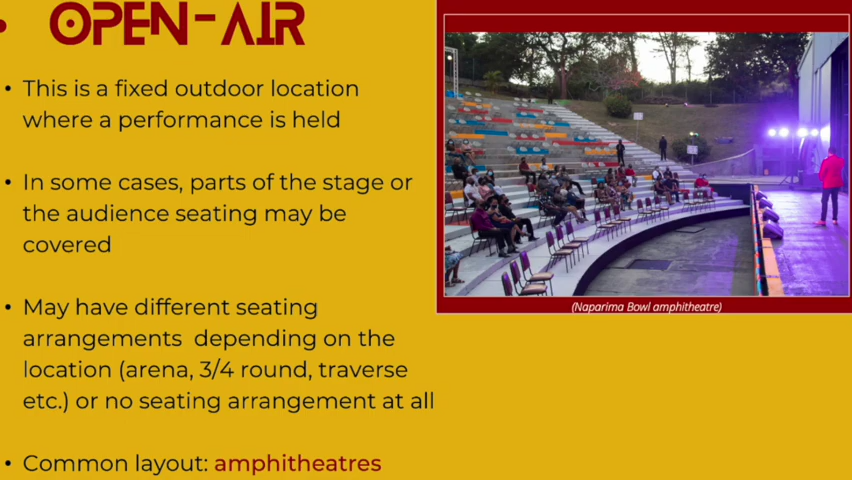 • OPEN-AIR
• This is a fixed outdoor location
where a performance is held
• In some cases, parts of the stage or
the audience seating may be
covered
• May have different seating
arrangements depending on the
location (arena, 3/4 round, traverse
etc.) or no seating arrangement at all
• Common layout: amphitheatres
(Naparima Bowl amphitheatre)